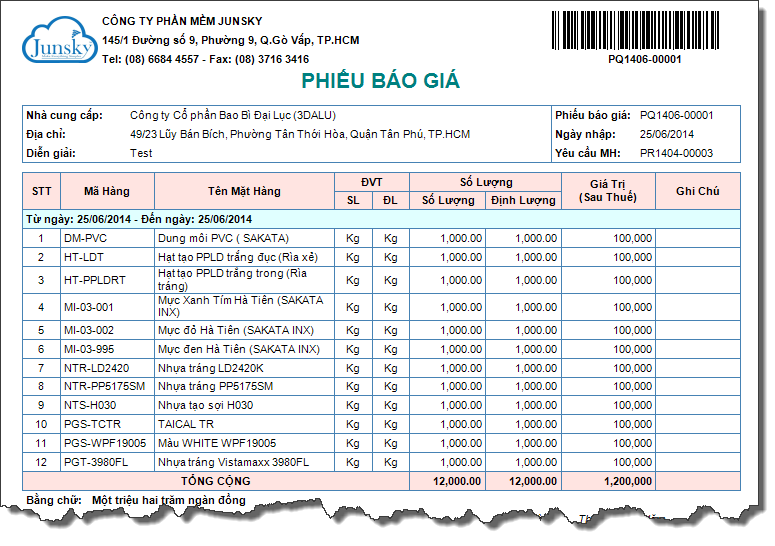 Junsky
CÔNG TY PHẦN MỀM JUNSKY
145/1 Đường số 9, Phường 9, Q.Gò Vấp, TP.HCM
Tel: (08) 6684 4557 - Fax: (08) 3716 3416
PQ1406-00001
PHIẾU BÁO GIÁ
Nhà cung cấp: Công ty Cổ phần Bao Bì Đại Lục (3DALU) Phiếu báo giá: PQ1406-00001
Địa chỉ: 49/23 Lũy Bán Bích, Phường Tân Thới Hòa, Quận Tân Phú, TP.HCM Ngày nhập: 25/06/2014
Diễn giải: Test Yêu cầu MH: PR1404-00003
STT Mã Hàng Tên Mặt Hàng ĐVT Số Lượng Giá Trị (Sau Thuế) Ghi Chú
SL ĐL Số Lượng Định Lượng
Từ ngày: 25/06/2014 - Đến ngày: 25/06/2014
1 DM-PVC Dung môi PVC ( SAKATA) Kg Kg 1,000.00 1,000.00 100,000
2 HT-LDT Hạt tạo PPLD trắng đục (Rìa xẻ) Kg Kg 1,000.00 1,000.00 100,000
3 HT-PPLDRT Hạt tạo PPLD trắng trong (Rìa tráng) Kg Kg 1,000.00 1,000.00 100,000
4 MI-03-001 Mực Xanh Tím Hà Tiên (SAKATA INX) Kg Kg 1,000.00 1,000.00 100,000
5 MI-03-002 Mực đỏ Hà Tiên (SAKATA INX) Kg Kg 1,000.00 1,000.00 100,000
6 MI-03-995 Mực đen Hà Tiên (SAKATA INX) Kg Kg 1,000.00 1,000.00 100,000
7 NTR-LD2420 Nhựa tráng LD2420K Kg Kg 1,000.00 1,000.00 100,000
8 NTR-PP5175SM Nhựa tráng PP5175SM Kg Kg 1,000.00 1,000.00 100,000
9 NTS-H030 Nhựa tạo sợi H030 Kg Kg 1,000.00 1,000.00 100,000
10 PGS-TCTR TAICAL TR Kg Kg 1,000.00 1,000.00 100,000
11 PGS-WPF19005 Màu WHITE WPF19005 Kg Kg 1,000.00 1,000.00 100,000
12 PGT-3980FL Nhựa tráng Vistamaxx 3980FL Kg Kg 1,000.00 1,000.00 100,000
TỔNG CỘNG 12,000.00 12,000.00 1,200,000
Bằng chữ: Một triệu hai trăm ngàn đồng